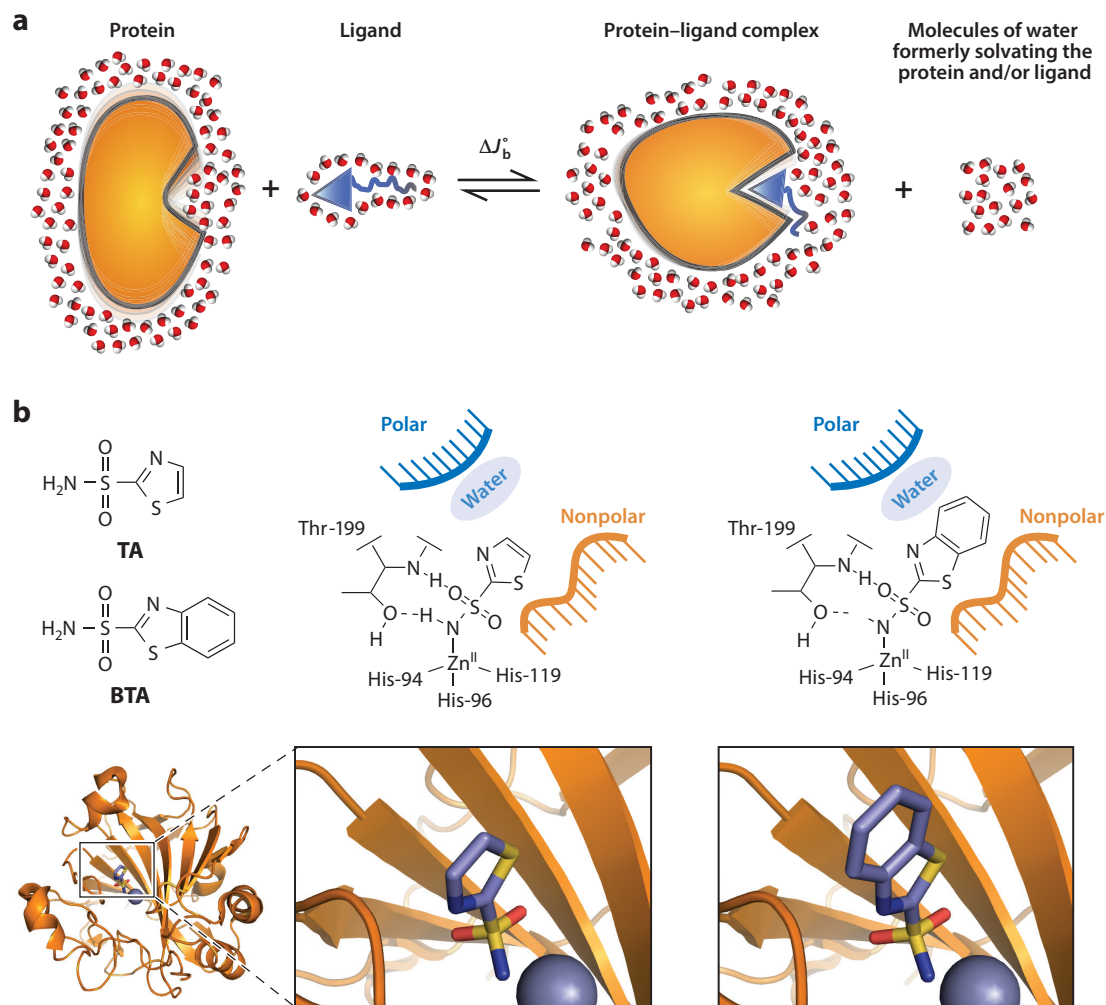 a
Protein
Ligand
Protein–ligand complex
Molecules of water
formerly solvating the
protein and/or ligand
+
ΔJ°b
+
b
O
H2N
S
O
N
S
TA
O
H2N
S
O
N
S
BTA
Polar
Water
Nonpolar
Thr-199
N
H
O
S
O
N
S
O
H
H
N
ZnII
His-94
His-119
His-96
Polar
Water
Nonpolar
Thr-199
N
H
O
S
O
N
S
O
H
N
ZnII
His-94
His-119
His-96